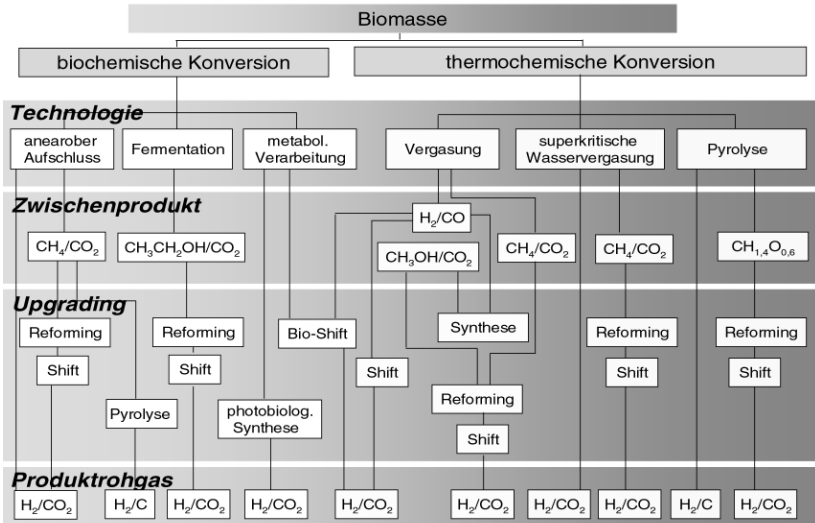 Biomasse
biochemische Konversion
thermochemische Konversion
Technologie
anearober
Aufschluss
Fermentation
metabol.
Verarbeitung
Vergasung
superkritische
Wasservergasung
Pyrolyse
Zwischenprodukt
H₂/CO
CH₄/CO₂
CH₃CH₂OH/CO₂
CH₃OH/CO₂
CH₄/CO₂
CH₄/CO₂
CH₁,₄O₀,₆
Upgrading
Reforming
Reforming
Bio-Shift
Synthese
Reforming
Reforming
Shift
Shift
Shift
Shift
Shift
Pyrolyse
photobiolog.
Synthese
Reforming
Shift
Produktrohgas
H₂/CO₂
H₂/C
H₂/CO₂
H₂/CO₂
H₂/CO₂
H₂/CO₂
H₂/CO₂
H₂/CO₂
H₂/C
H₂/CO₂